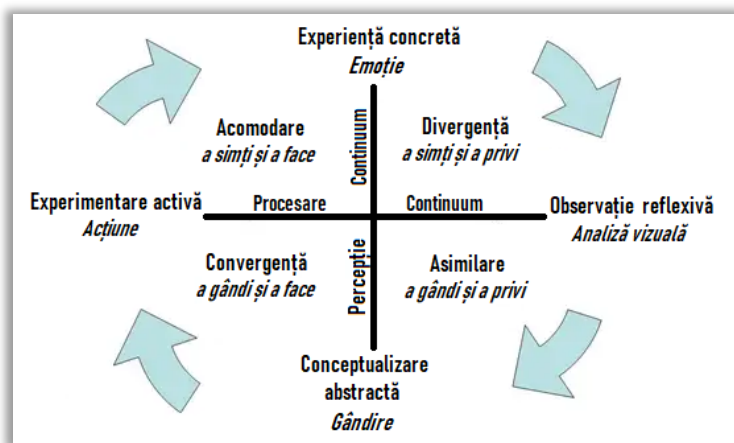 Experiență concretă
Emoție
Acomodare
a simți și a face
Continuum
Divergență
a simți și a privi
Experimentare activă
Acțiune
Procesare
Continuum
Observație reflexivă
Analiză vizuală
Convergență
a gândi și a face
Percepție
Asimilare
a gândi și a privi
Conceptualizare
abstractă
Gândire